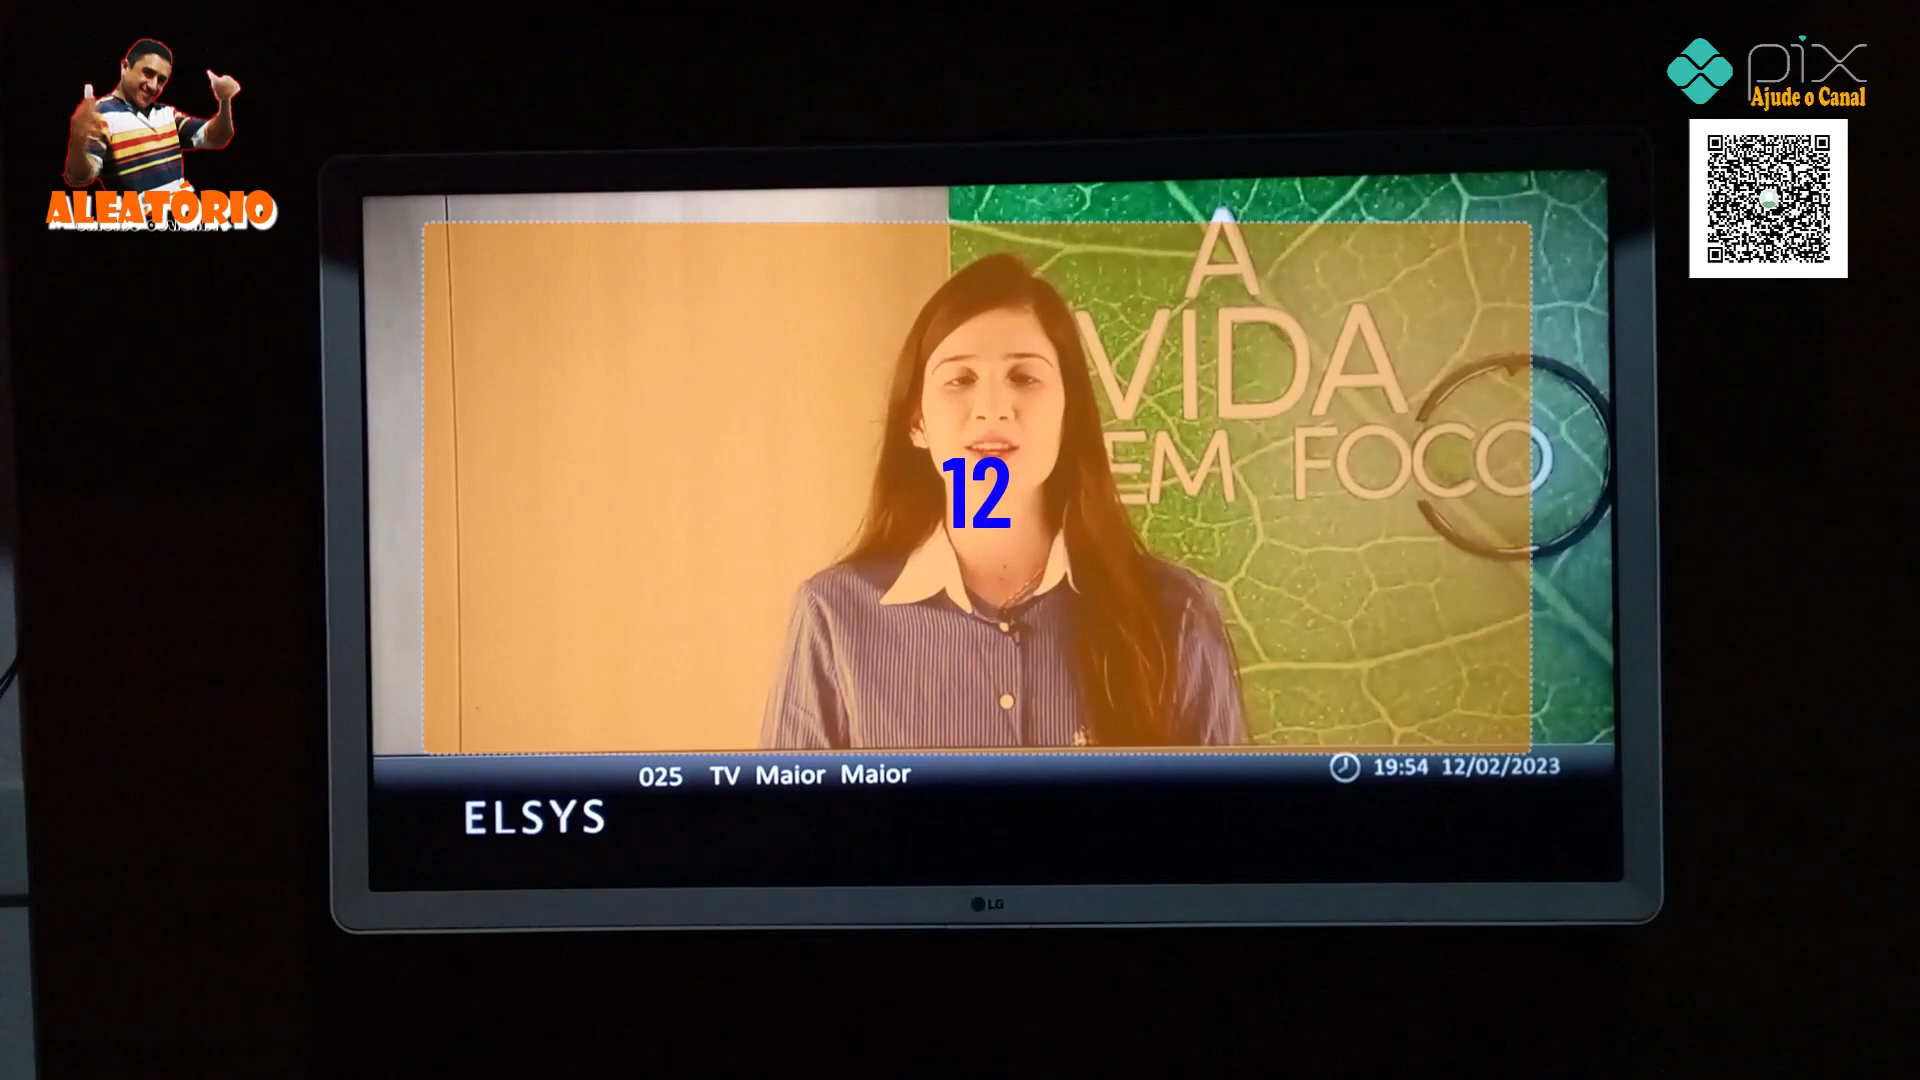 pix
Ajude o Canal
ALEATÓRIO
A
VIDA
EM FOCO
12
025 TV Maior Maior
19:54 12/02/2023
ELSYS
LG